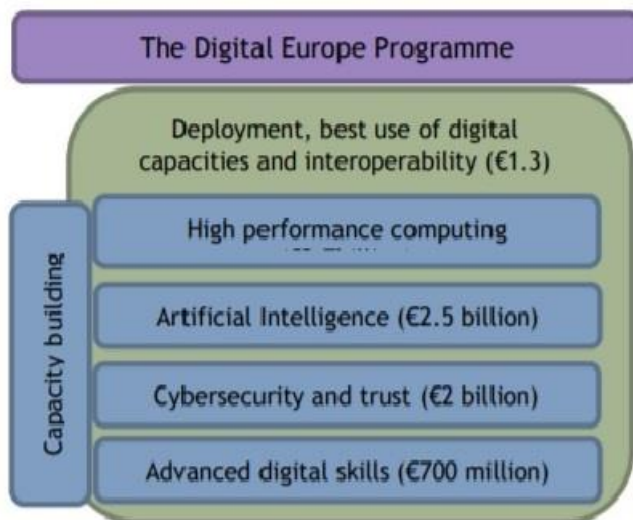 The Digital Europe Programme
Deployment, best use of digital
capacities and interoperability (€1.3)
High performance computing
Artificial Intelligence (€2.5 billion)
Cybersecurity and trust (€2 billion)
Advanced digital skills (€700 million)
Capacity building